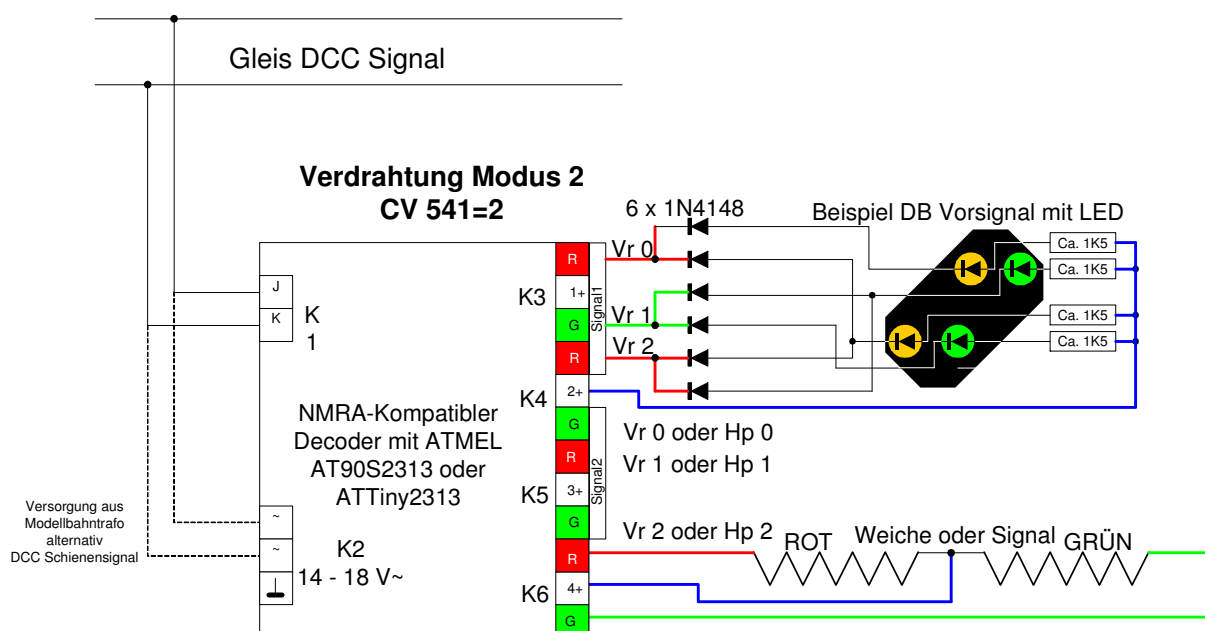 Gleis DCC Signal
Verdrahtung Modus 2
CV 541=2
6 x 1N4148
Beispiel DB Vorsignal mit LED
Vr 0
Vr 1
Vr 2
Ca. 1K5
Ca. 1K5
Ca. 1K5
Ca. 1K5
J
K
K
1
K3
R
1+
G
Signal1
R
K4
2+
G
R
K5
3+
Signal2
G
R
K6
4+
G
NMRA-Kompatibler
Decoder mit ATMEL
AT90S2313 oder
ATTiny2313
Vr 0 oder Hp 0
Vr 1 oder Hp 1
Vr 2 oder Hp 2
Versorgung aus
Modellbahntrafo
alternativ
DCC Schienensignal
~
~
K2
14 - 18 V~
ROT
Weiche oder Signal
GRÜN